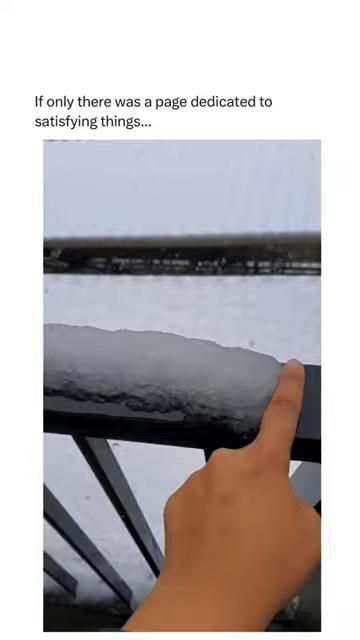 If only there was a page dedicated to
satisfying things...